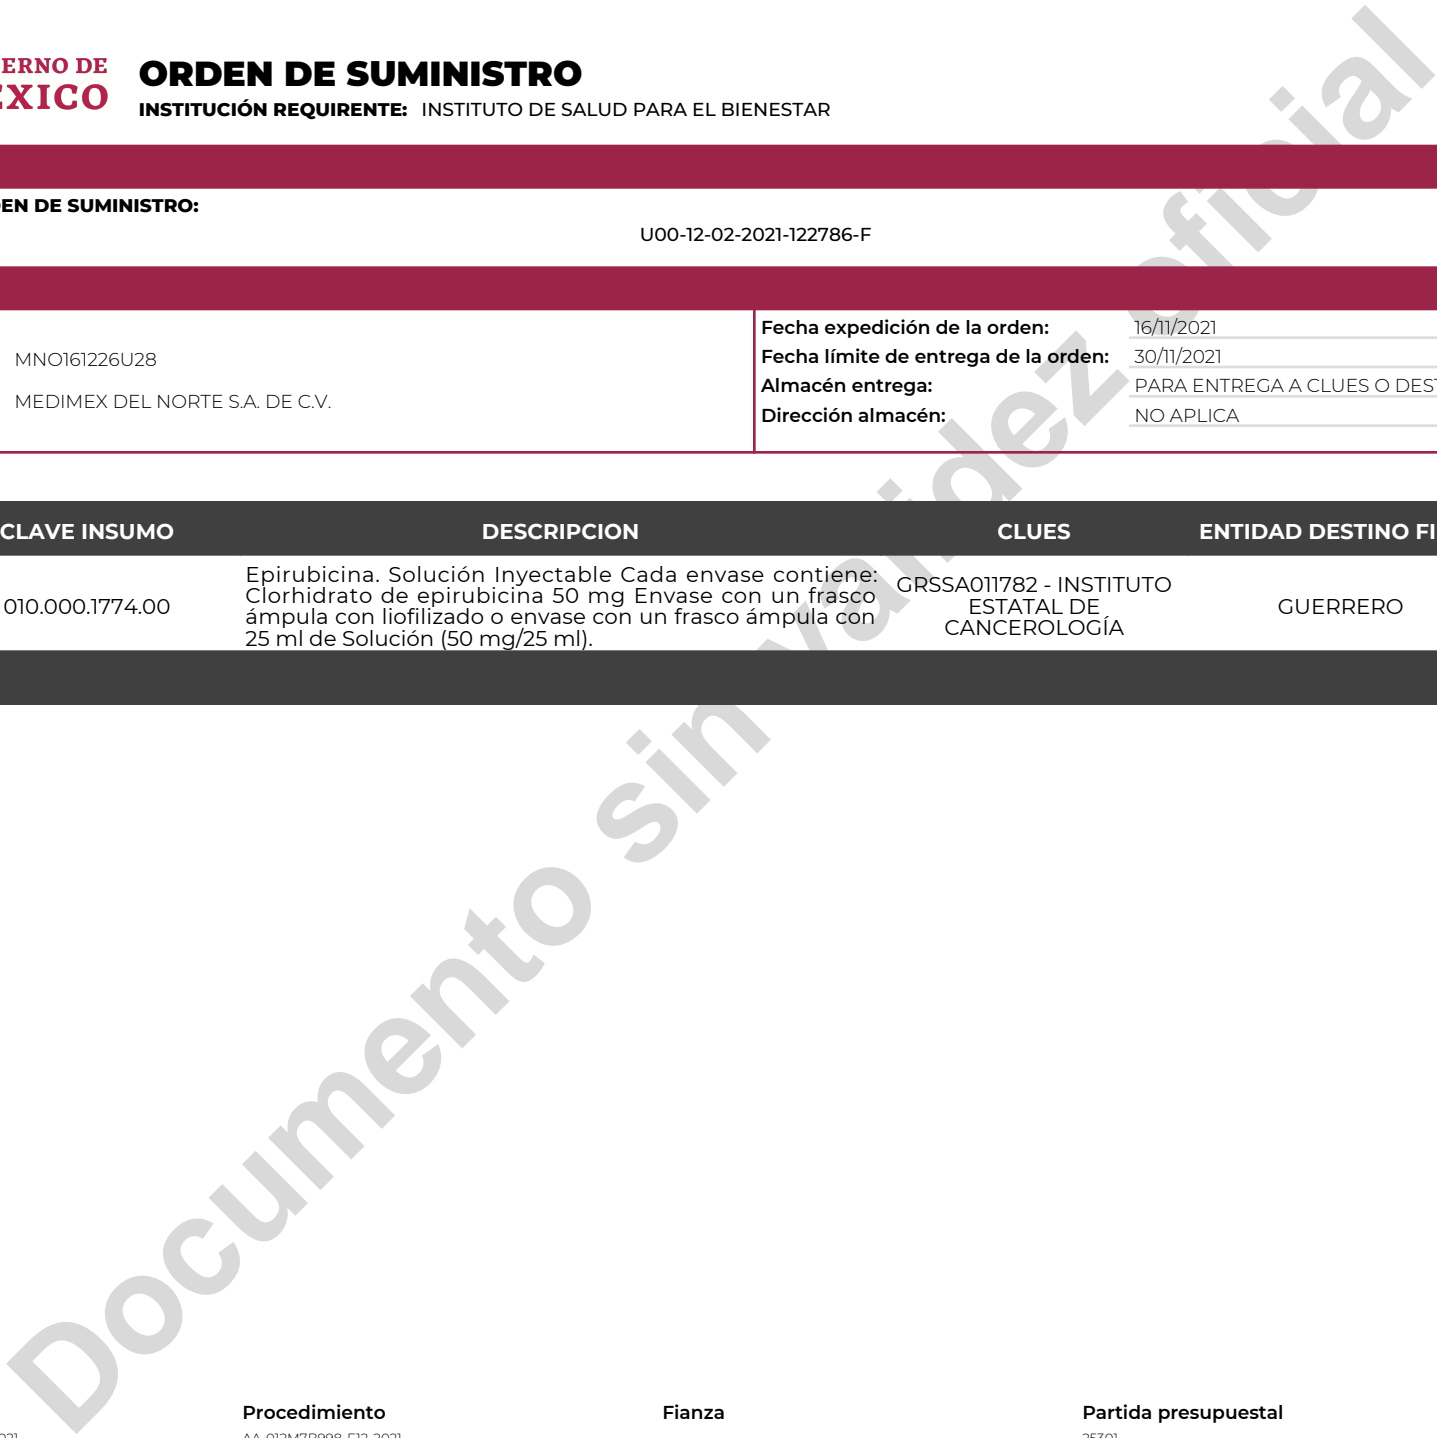 ERNO DE
EXICO
ORDEN DE SUMINISTRO
INSTITUCIÓN REQUIRENTE: INSTITUTO DE SALUD PARA EL BIENESTAR
EN DE SUMINISTRO:
U00-12-02-2021-122786-F
MNO161226U28
MEDIMEX DEL NORTE S.A. DE C.V.
Fecha expedición de la orden: 16/11/2021
Fecha límite de entrega de la orden: 30/11/2021
Almacén entrega: PARA ENTREGA A CLUES O DEST
Dirección almacén: NO APLICA
CLAVE INSUMO DESCRIPCION CLUES ENTIDAD DESTINO FI
010.000.1774.00
Epirubicina. Solución Inyectable Cada envase contiene:
Clorhidrato de epirubicina 50 mg Envase con un frasco
ámpula con liofilizado o envase con un frasco ámpula con
25 ml de Solución (50 mg/25 ml).
GRSSA011782 - INSTITUTO
ESTATAL DE
CANCEROLOGÍA
GUERRERO
Documento sin validez oficial
Procedimiento Fianza Partida presupuestal